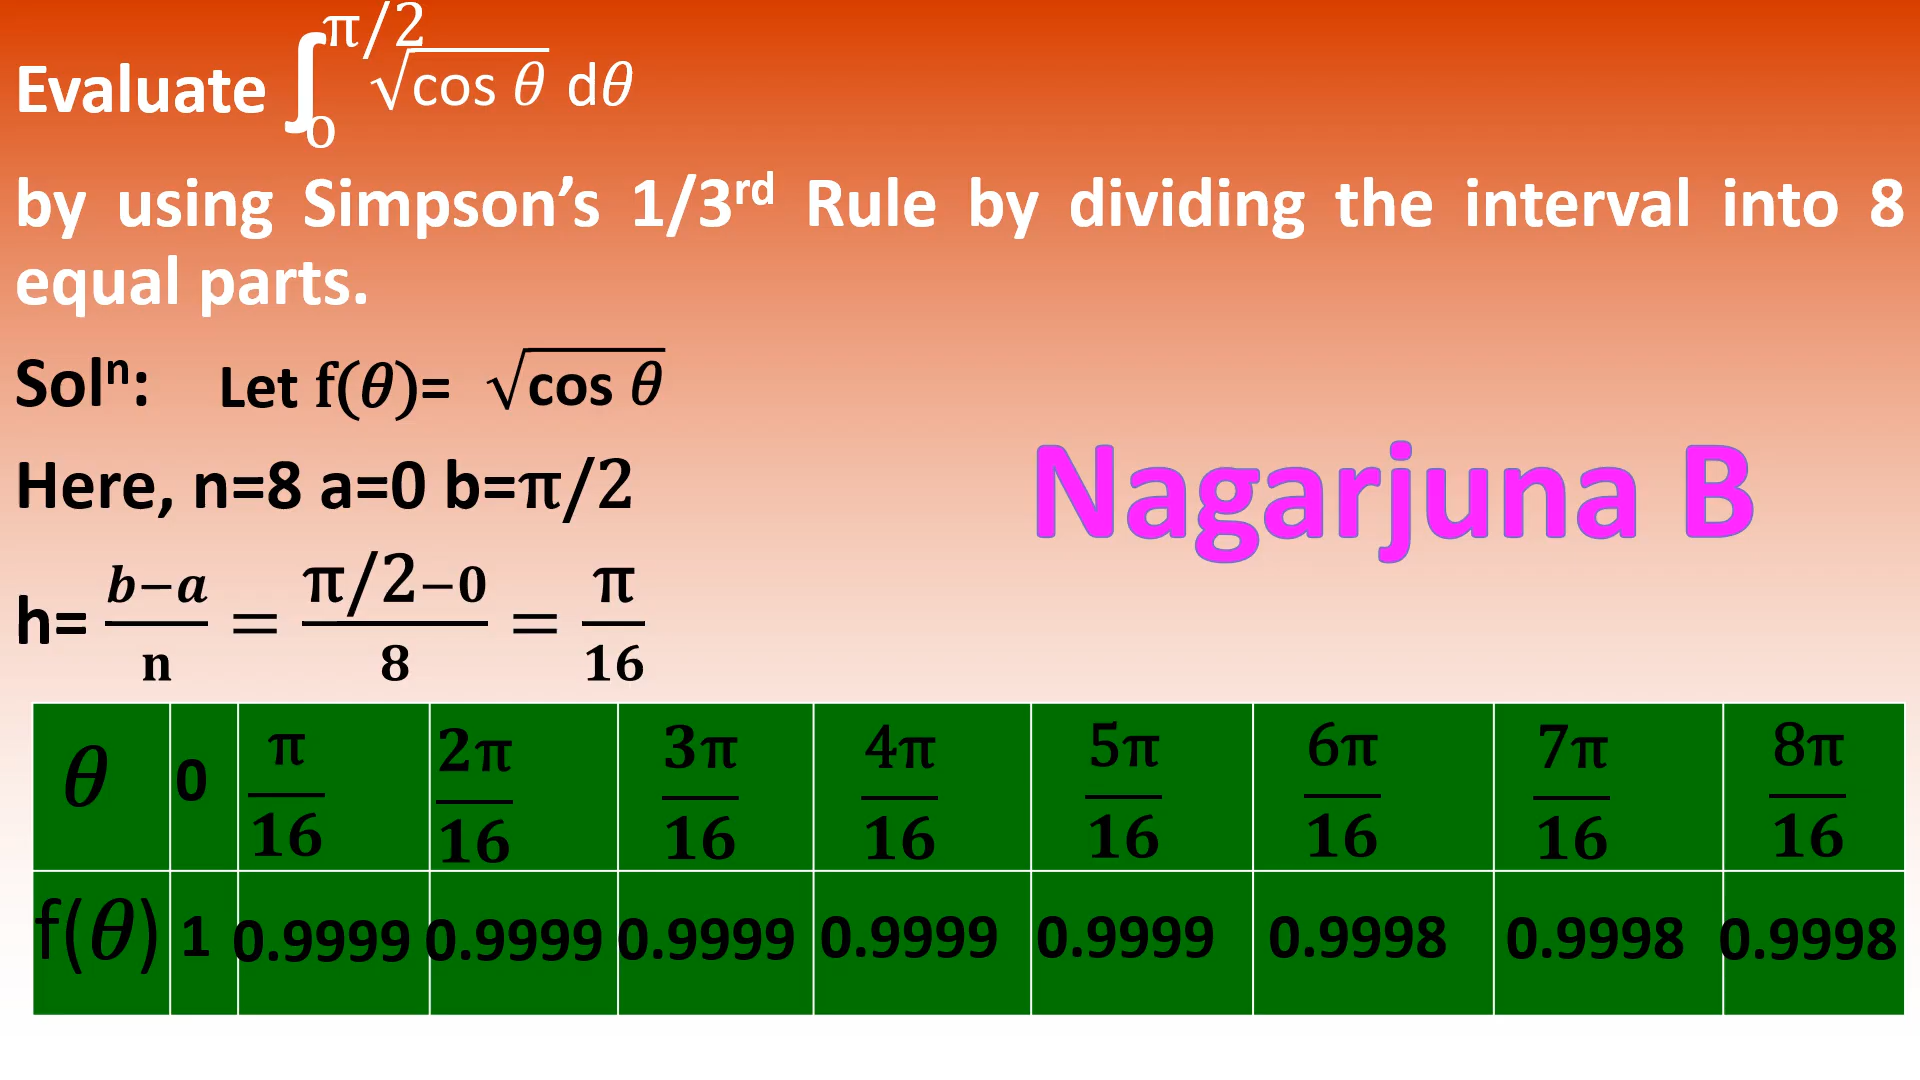 Evaluate ∫₀^π/2 √cos θ dθ
by using Simpson’s 1/3rd Rule by dividing the interval into 8
equal parts.
Solⁿ: Let f(θ)= √cos θ
Here, n=8 a=0 b=π/2
Nagarjuna B
h= b−a/n = π/2−0/8 = π/16
θ 0 π/16 2π/16 3π/16 4π/16 5π/16 6π/16 7π/16 8π/16
f(θ) 1 0.9999 0.9999 0.9999 0.9999 0.9999 0.9998 0.9998 0.9998